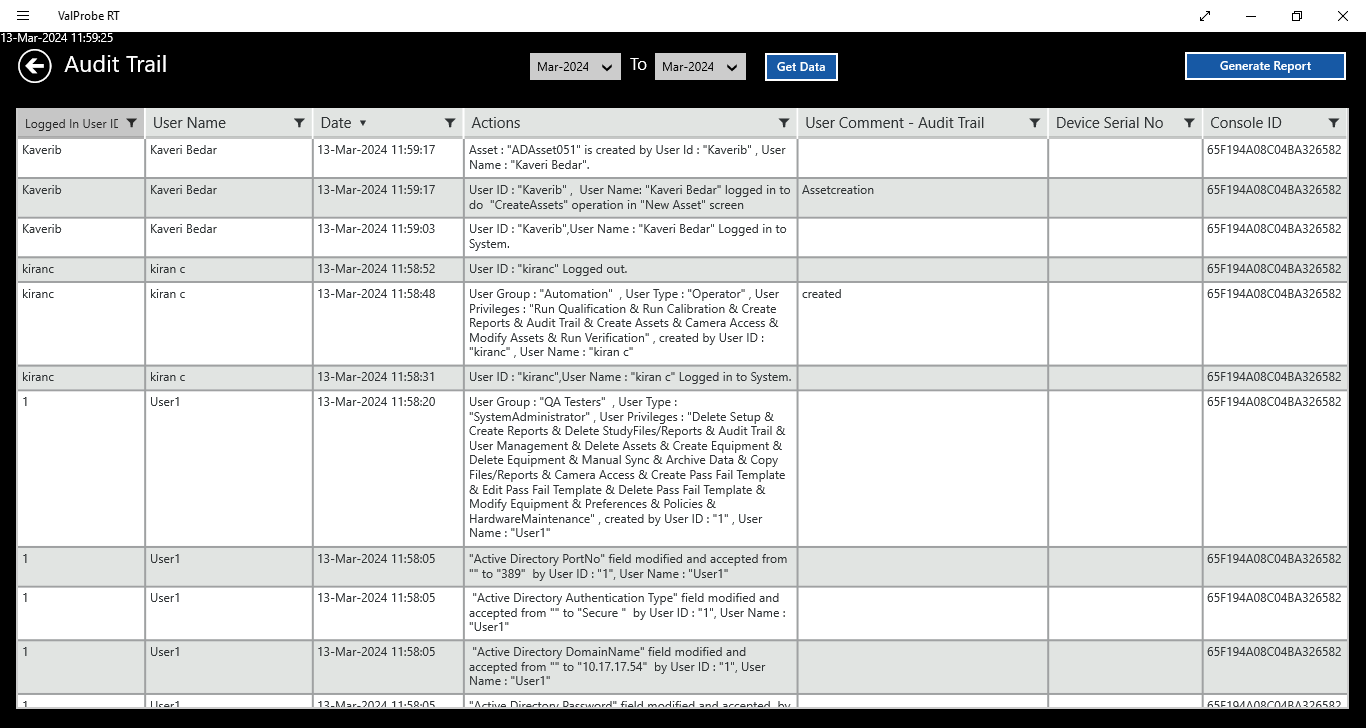 ValProbe RT
13-Mar-2024 11:59:25
Audit Trail
Mar-2024
To
Mar-2024
Get Data
Generate Report
Logged In User ID
User Name
Date
Actions
User Comment - Audit Trail
Device Serial No
Console ID
Kaverib
Kaveri Bedar
13-Mar-2024 11:59:17
Asset : "ADAsset051" is created by User Id : "Kaverib" , User
Name : "Kaveri Bedar".
65F194A08C04BA326582
Kaverib
Kaveri Bedar
13-Mar-2024 11:59:17
User ID : "Kaverib" ,  User Name: "Kaveri Bedar" logged in to
do  "CreateAssets" operation in "New Asset" screen
Assetcreation
65F194A08C04BA326582
Kaverib
Kaveri Bedar
13-Mar-2024 11:59:03
User ID : "Kaverib",User Name : "Kaveri Bedar" Logged in to
System.
65F194A08C04BA326582
kiranc
kiran c
13-Mar-2024 11:58:52
User ID : "kiranc" Logged out.
65F194A08C04BA326582
kiranc
kiran c
13-Mar-2024 11:58:48
User Group : "Automation"  , User Type : "Operator" , User
Privileges : "Run Qualification & Run Calibration & Create
Reports & Audit Trail & Create Assets & Camera Access &
Modify Assets & Run Verification" , created by User ID :
"kiranc" , User Name : "kiran c"
created
65F194A08C04BA326582
kiranc
kiran c
13-Mar-2024 11:58:31
User ID : "kiranc",User Name : "kiran c" Logged in to System.
65F194A08C04BA326582
1
User1
13-Mar-2024 11:58:20
User Group : "QA Testers"  , User Type :
"SystemAdministrator" , User Privileges : "Delete Setup &
Create Reports & Delete StudyFiles/Reports & Audit Trail &
User Management & Delete Assets & Create Equipment &
Delete Equipment & Manual Sync & Archive Data & Copy
Files/Reports & Camera Access & Create Pass Fail Template
& Edit Pass Fail Template & Delete Pass Fail Template &
Modify Equipment & Preferences & Policies &
HardwareMaintenance" , created by User ID : "1" , User
Name : "User1"
65F194A08C04BA326582
1
User1
13-Mar-2024 11:58:05
"Active Directory PortNo" field modified and accepted from
"" to "389"  by User ID : "1", User Name : "User1"
65F194A08C04BA326582
1
User1
13-Mar-2024 11:58:05
"Active Directory Authentication Type" field modified and
accepted from "" to "Secure "  by User ID : "1", User Name :
"User1"
65F194A08C04BA326582
1
User1
13-Mar-2024 11:58:05
"Active Directory DomainName" field modified and
accepted from "" to "10.17.17.54"  by User ID : "1", User
Name : "User1"
65F194A08C04BA326582
1
User1
13-Mar-2024 11:58:05
"Active Directory Password" field modified and accepted  by
65F194A08C04BA326582